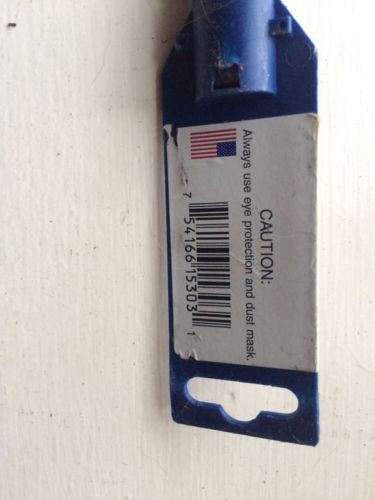 CAUTION:
Always use eye protection and dust mask.
7 54166 15303 1